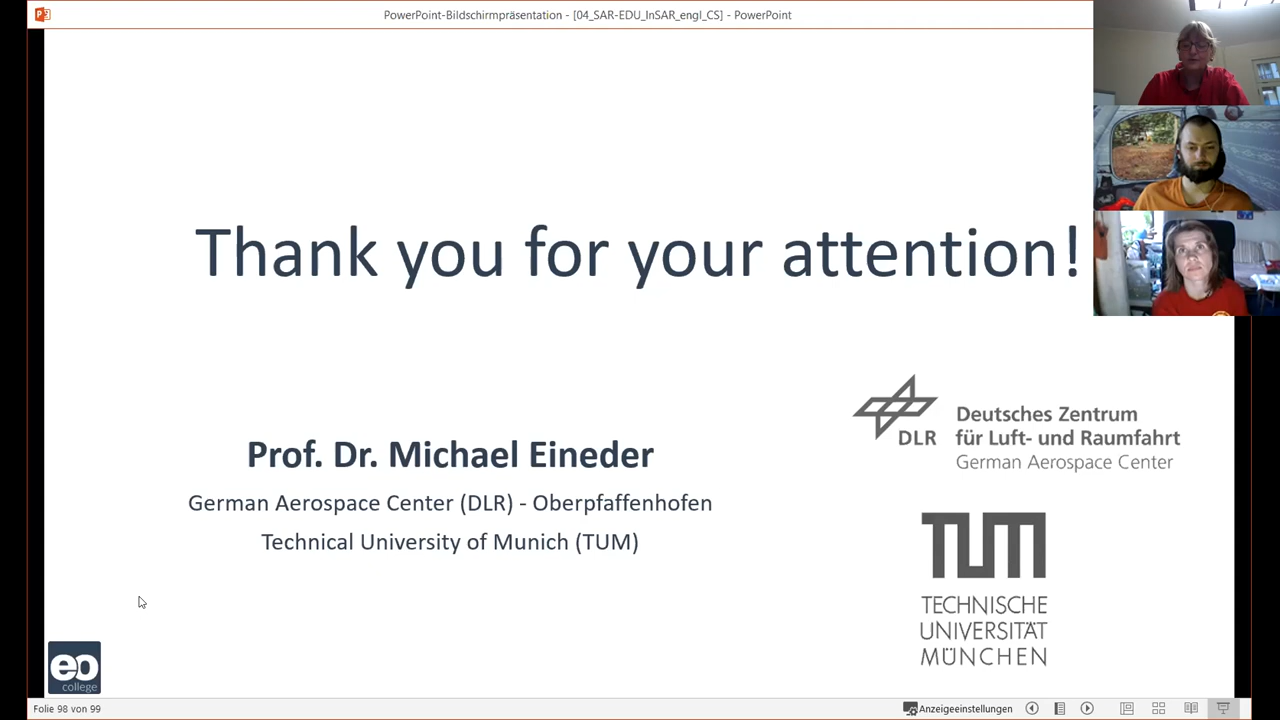 PowerPoint-Bildschirmpräsentation - [04_SAR-EDU_InSAR_engl_CS] - PowerPoint
Thank you for your attention!
Prof. Dr. Michael Eineder
German Aerospace Center (DLR) - Oberpfaffenhofen
Technical University of Munich (TUM)
DLR
Deutsches Zentrum
für Luft- und Raumfahrt
German Aerospace Center
TUM
TECHNISCHE
UNIVERSITÄT
MÜNCHEN
eo
college
Folie 98 von 99
Anzeigeeinstellungen